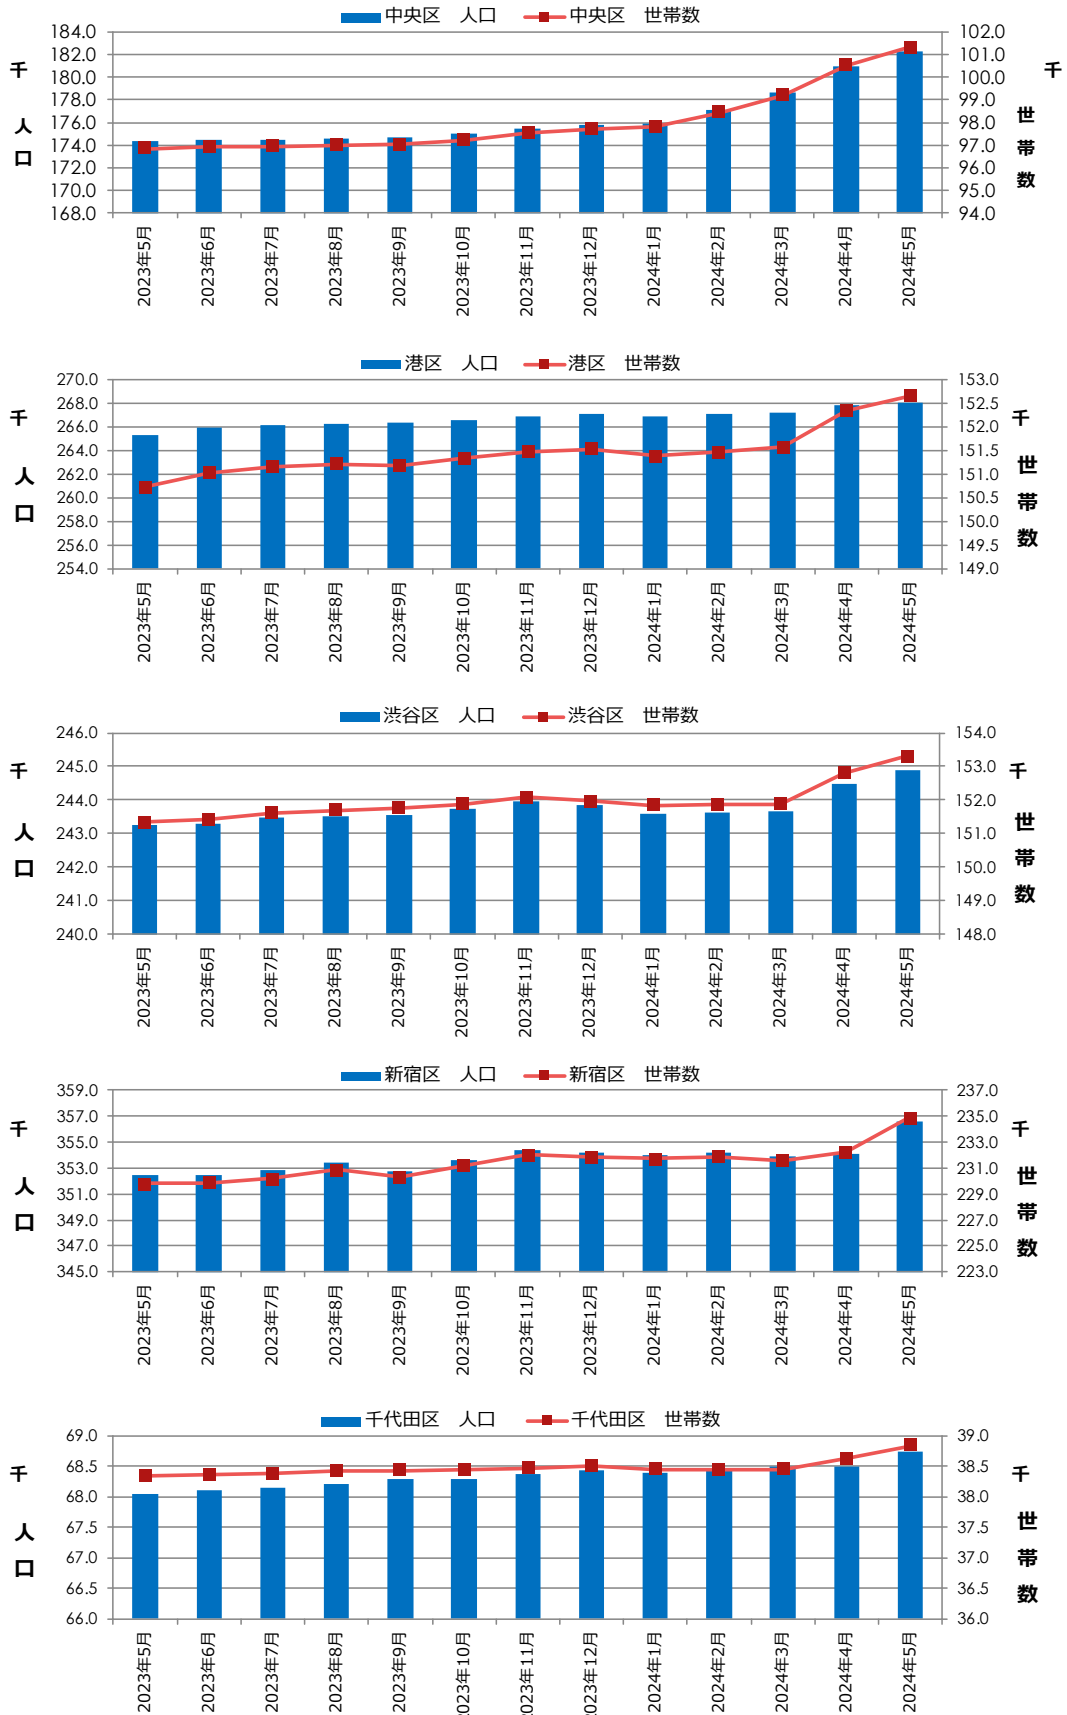 中央区　人口　中央区　世帯数
千
人
口
184.0
182.0
180.0
178.0
176.0
174.0
172.0
170.0
168.0
102.0
101.0
100.0
99.0
98.0
97.0
96.0
95.0
94.0
千
世
帯
数
2023年5月
2023年6月
2023年7月
2023年8月
2023年9月
2023年10月
2023年11月
2023年12月
2024年1月
2024年2月
2024年3月
2024年4月
2024年5月
港区　人口　港区　世帯数
千
人
口
270.0
268.0
266.0
264.0
262.0
260.0
258.0
256.0
254.0
153.0
152.5
152.0
151.5
151.0
150.5
150.0
149.5
149.0
千
世
帯
数
2023年5月
2023年6月
2023年7月
2023年8月
2023年9月
2023年10月
2023年11月
2023年12月
2024年1月
2024年2月
2024年3月
2024年4月
2024年5月
渋谷区　人口　渋谷区　世帯数
千
人
口
246.0
245.0
244.0
243.0
242.0
241.0
240.0
154.0
153.0
152.0
151.0
150.0
149.0
148.0
千
世
帯
数
2023年5月
2023年6月
2023年7月
2023年8月
2023年9月
2023年10月
2023年11月
2023年12月
2024年1月
2024年2月
2024年3月
2024年4月
2024年5月
新宿区　人口　新宿区　世帯数
千
人
口
359.0
357.0
355.0
353.0
351.0
349.0
347.0
345.0
237.0
235.0
233.0
231.0
229.0
227.0
225.0
223.0
千
世
帯
数
2023年5月
2023年6月
2023年7月
2023年8月
2023年9月
2023年10月
2023年11月
2023年12月
2024年1月
2024年2月
2024年3月
2024年4月
2024年5月
千代田区　人口　千代田区　世帯数
千
人
口
69.0
68.5
68.0
67.5
67.0
66.5
66.0
39.0
38.5
38.0
37.5
37.0
36.5
36.0
千
世
帯
数
2023年5月
2023年6月
2023年7月
2023年8月
2023年9月
2023年10月
2023年11月
2023年12月
2024年1月
2024年2月
2024年3月
2024年4月
2024年5月